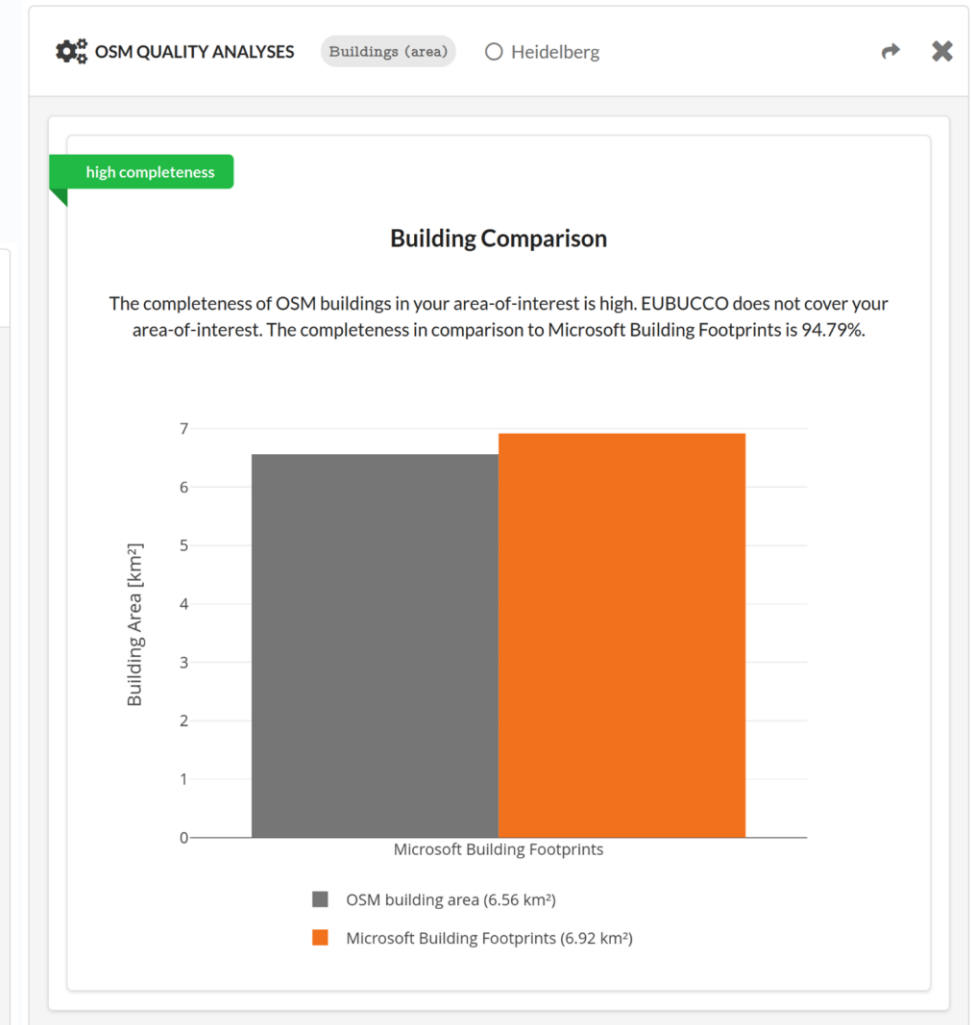 OSM QUALITY ANALYSES Buildings (area) Heidelberg
high completeness
Building Comparison
The completeness of OSM buildings in your area-of-interest is high. EUBUCCO does not cover your
area-of-interest. The completeness in comparison to Microsoft Building Footprints is 94.79%.
7
6
5
4
3
2
1
0
Building Area [km²]
Microsoft Building Footprints
OSM building area (6.56 km²)
Microsoft Building Footprints (6.92 km²)